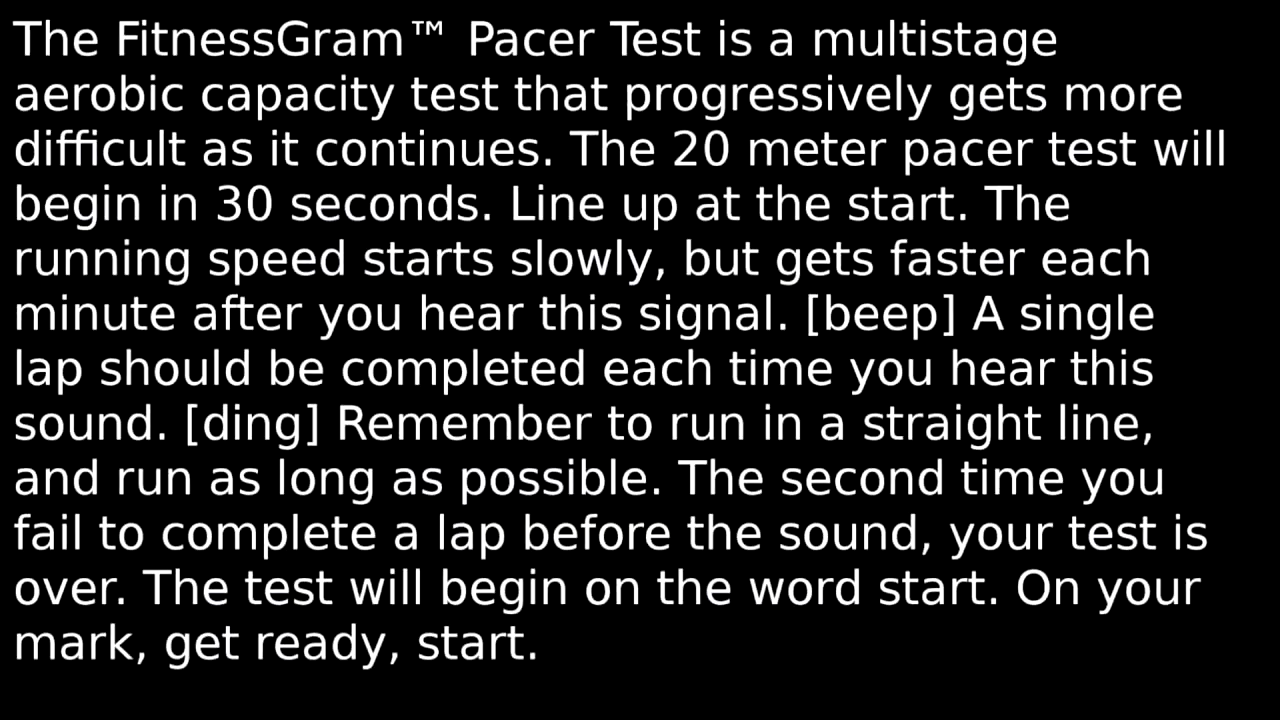 The FitnessGram™ Pacer Test is a multistage
aerobic capacity test that progressively gets more
difficult as it continues. The 20 meter pacer test will
begin in 30 seconds. Line up at the start. The
running speed starts slowly, but gets faster each
minute after you hear this signal. [beep] A single
lap should be completed each time you hear this
sound. [ding] Remember to run in a straight line,
and run as long as possible. The second time you
fail to complete a lap before the sound, your test is
over. The test will begin on the word start. On your
mark, get ready, start.